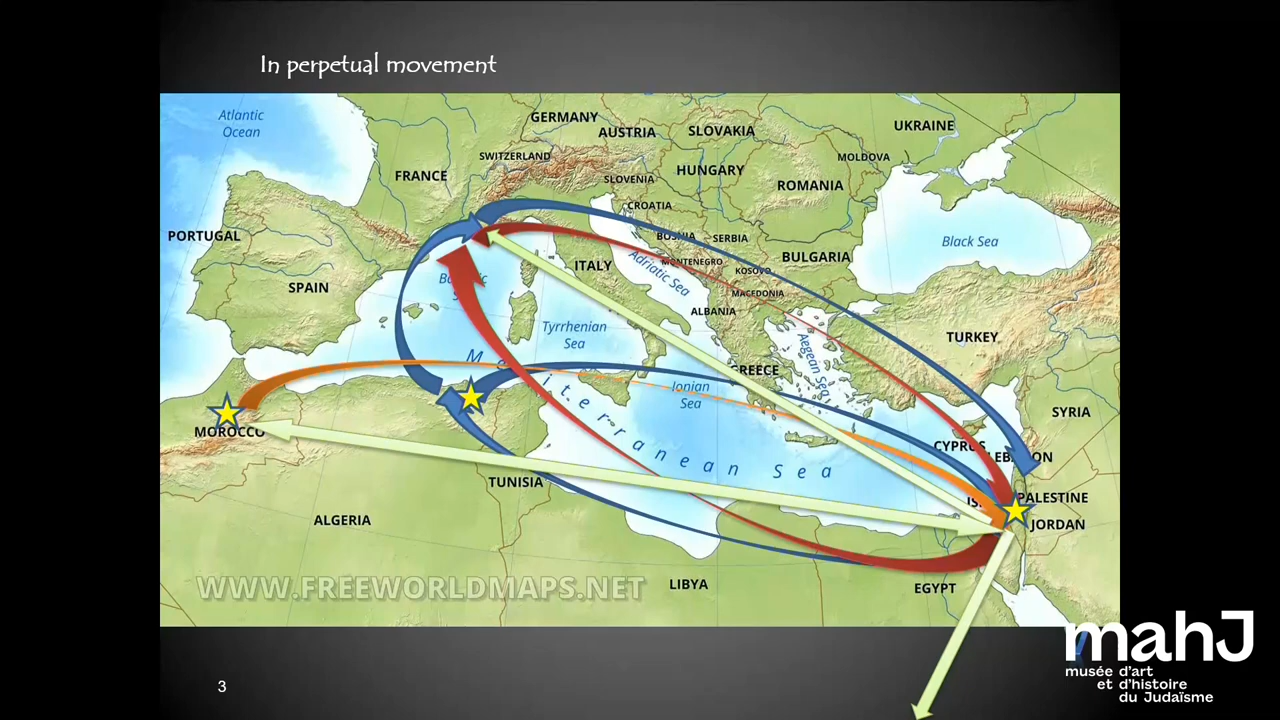 In perpetual movement
Atlantic
Ocean
GERMANY
AUSTRIA
SLOVAKIA
UKRAINE
SWITZERLAND
MOLDOVA
FRANCE
SLOVENIA
HUNGARY
ROMANIA
CROATIA
PORTUGAL
BOSNIA
SERBIA
Black Sea
SPAIN
ITALY
Adriatic Sea
MONTENEGRO
KOSOVO
BULGARIA
MACEDONIA
ALBANIA
Tyrrhenian
Sea
TURKEY
GREECE
Aegean Sea
Ionian
Sea
Mediterranean Sea
SYRIA
MOROCCO
CYPRUS
LEBANON
TUNISIA
PALESTINE
ALGERIA
JORDAN
LIBYA
EGYPT
WWW.FREEWORLDMAPS.NET
3
mahJ
musée d'art
et d'histoire
du Judaïsme